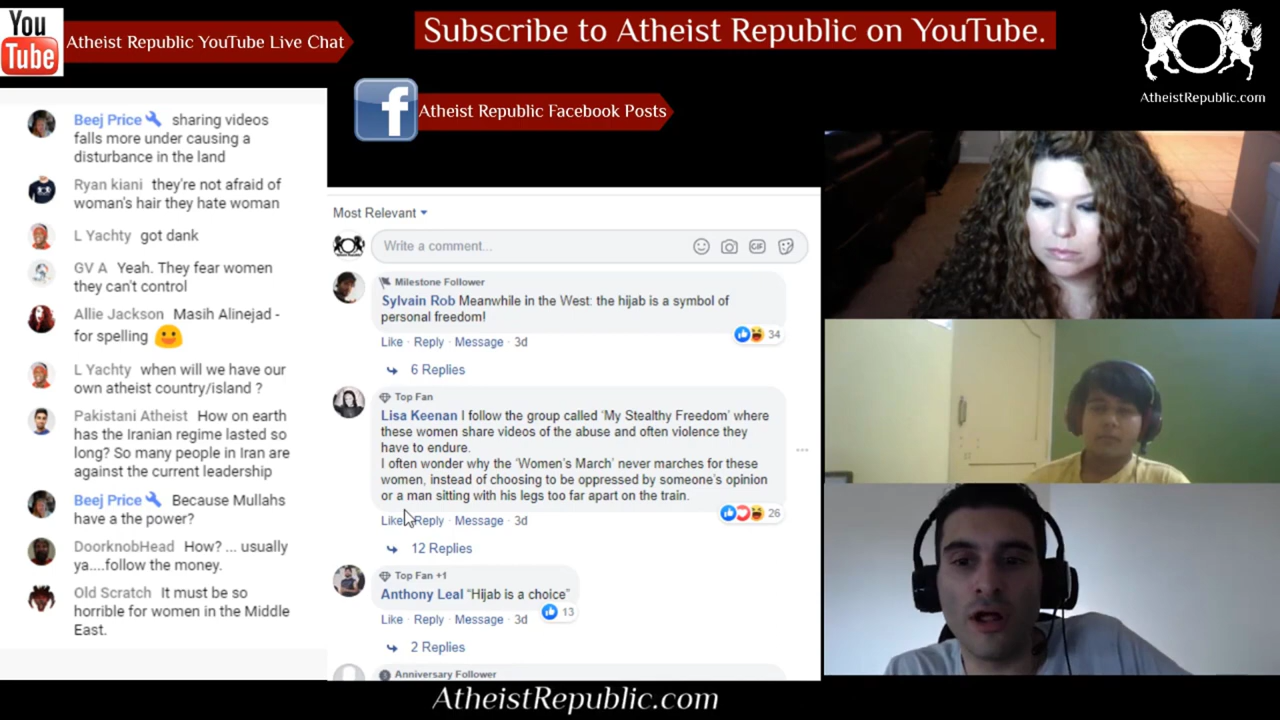 You
Tube
Atheist Republic YouTube Live Chat
Subscribe to Atheist Republic on YouTube.
AtheistRepublic.com
Atheist Republic Facebook Posts
Beej Price sharing videos
falls more under causing a
disturbance in the land
Ryan kiani they're not afraid of
woman's hair they hate woman
L Yachty got dank
GV A Yeah. They fear women
they can't control
Allie Jackson Masih Alinejad -
for spelling
L Yachty when will we have our
own atheist country/island ?
Pakistani Atheist How on earth
has the Iranian regime lasted so
long? So many people in Iran are
against the current leadership
Beej Price Because Mullahs
have a the power?
DoorknobHead How? ... usually
ya....follow the money.
Old Scratch It must be so
horrible for women in the Middle
East.
f
Most Relevant
Write a comment...
GIF
Milestone Follower
Sylvain Rob Meanwhile in the West: the hijab is a symbol of
personal freedom!
34
Like · Reply · Message · 3d
6 Replies
Top Fan
Lisa Keenan I follow the group called 'My Stealthy Freedom' where
these women share videos of the abuse and often violence they
have to endure.
I often wonder why the 'Women's March' never marches for these
women, instead of choosing to be oppressed by someone's opinion
or a man sitting with his legs too far apart on the train.
26
Like · Reply · Message · 3d
12 Replies
Top Fan +1
Anthony Leal "Hijab is a choice"
13
Like · Reply · Message · 3d
2 Replies
Anniversary Follower
AtheistRepublic.com